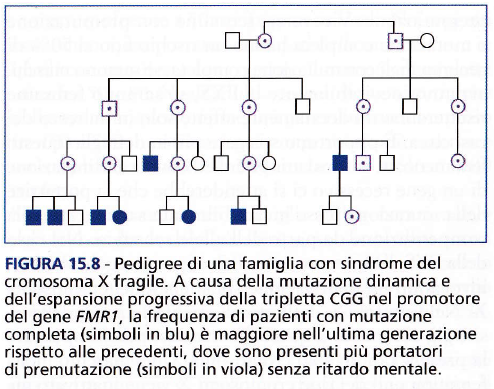 FIGURA 15.8 - Pedigree di una famiglia con sindrome del
cromosoma X fragile. A causa della mutazione dinamica e
dell'espansione progressiva della tripletta CGG nel promotore
del gene FMR1, la frequenza di pazienti con mutazione
completa (simboli in blu) è maggiore nell'ultima generazione
rispetto alle precedenti, dove sono presenti più portatori
di premutazione (simboli in viola) senza ritardo mentale.